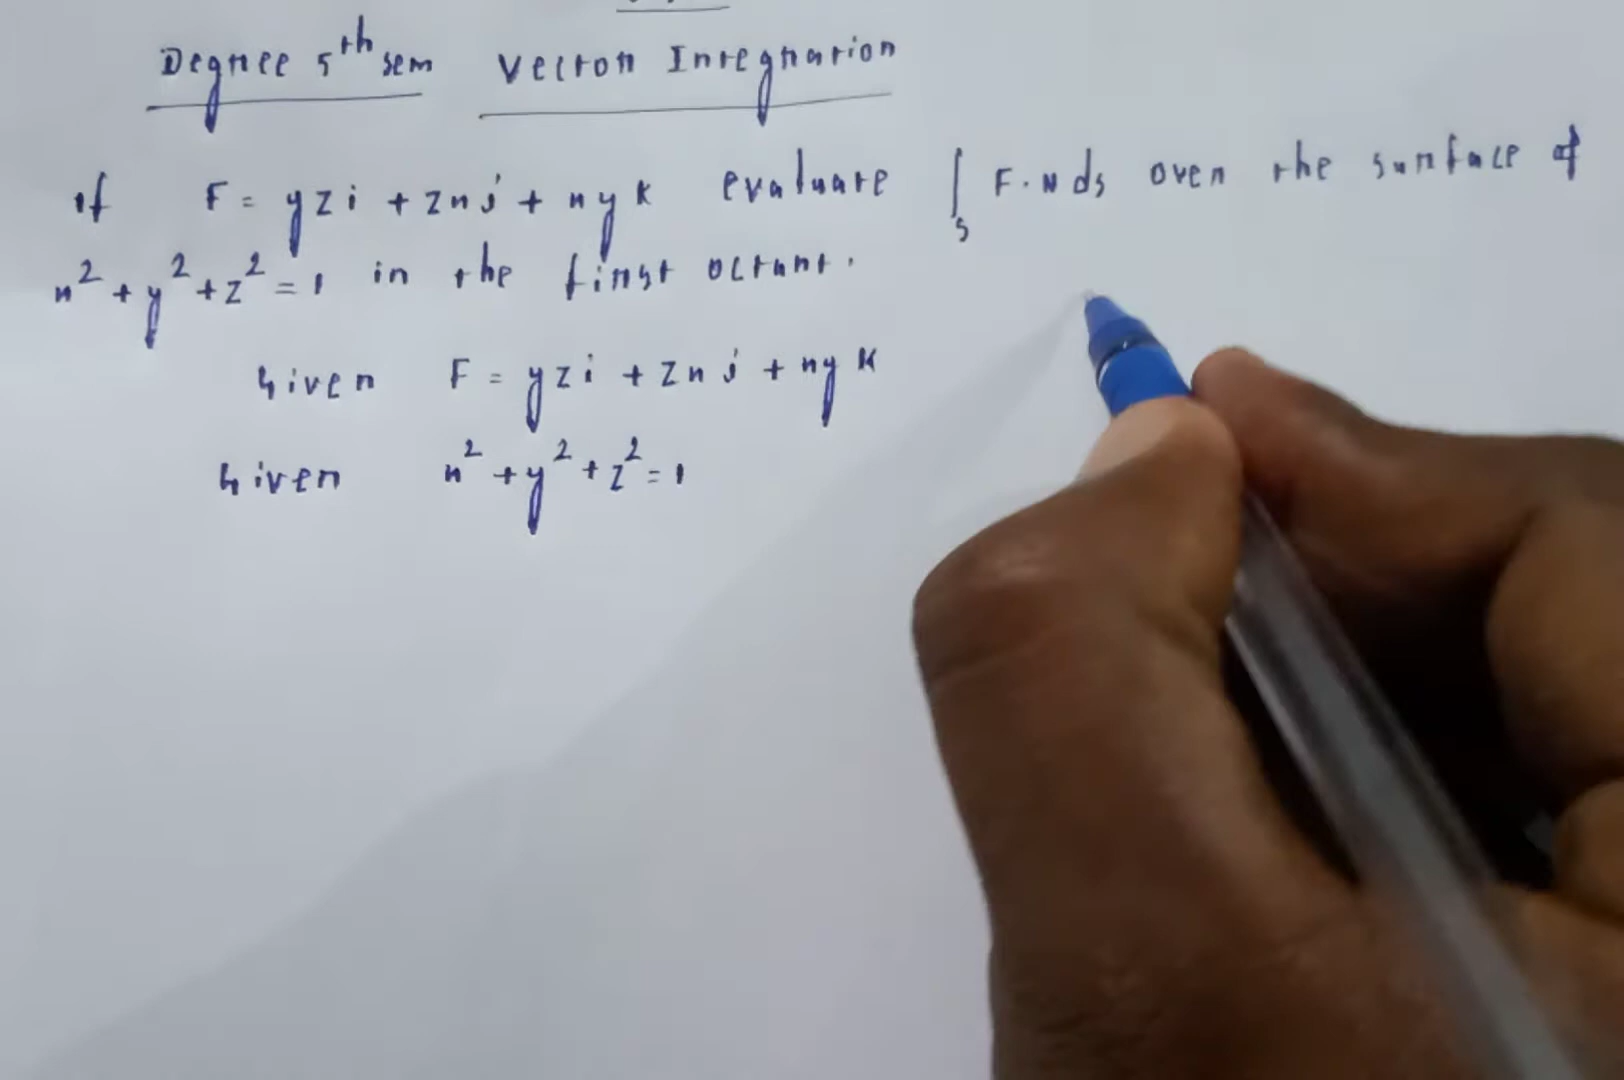 Degree 5th sem Vector Integration
If F = yzi + zxj + xyk evaluate ∫s F.N ds over the surface of
x² + y² + z² = 1 in the first octant.
Given F = yzi + zxj + xyk
Given x² + y² + z² = 1